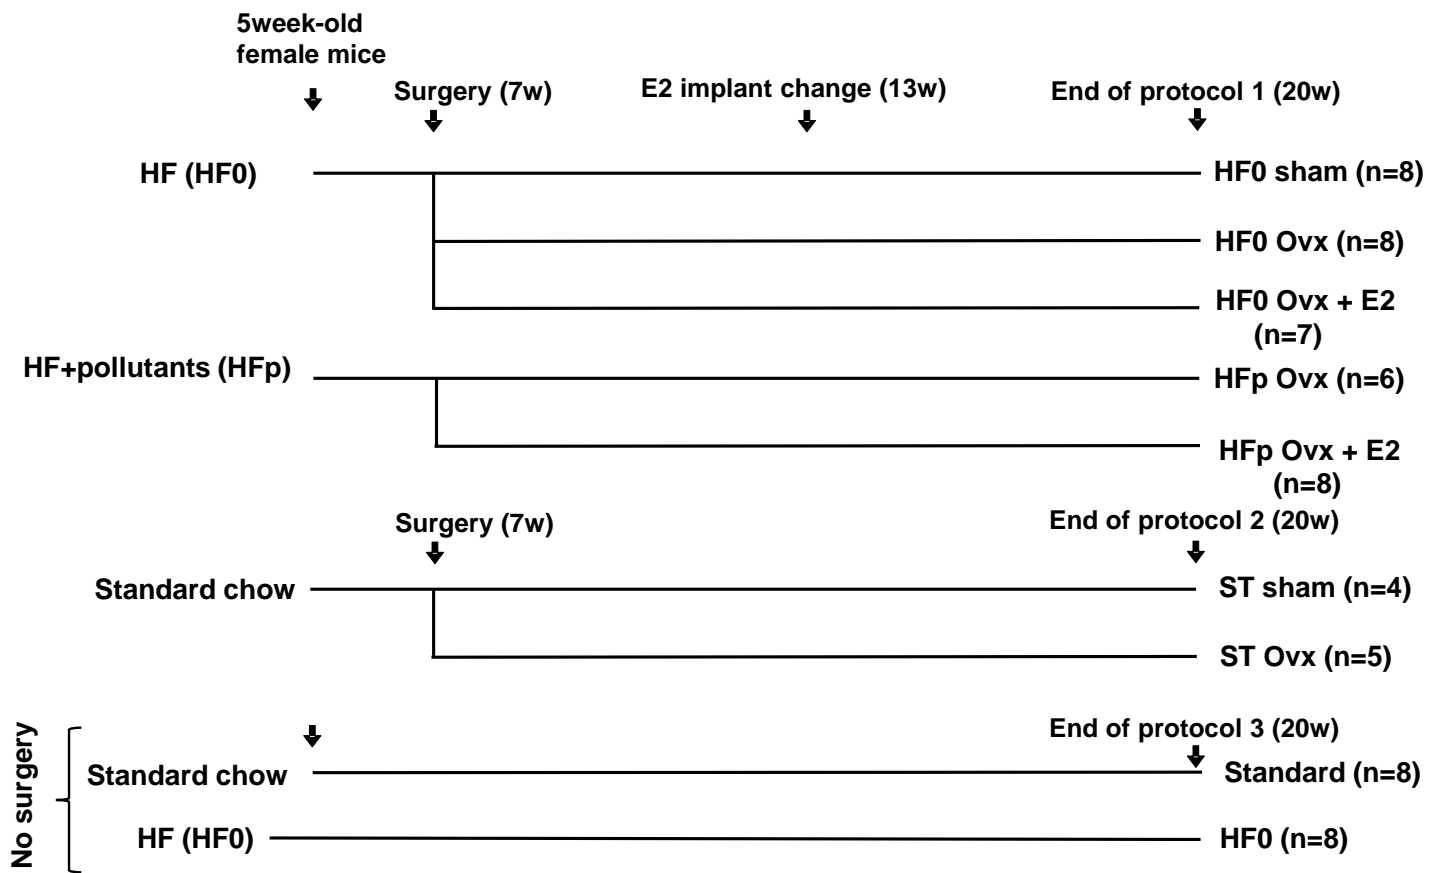 5week-old
female mice
Surgery (7w)
E2 implant change (13w)
End of protocol 1 (20w)
HF (HF0)
HF0 sham (n=8)
HF0 Ovx (n=8)
HF0 Ovx + E2
(n=7)
HF+pollutants (HFp)
HFp Ovx (n=6)
HFp Ovx + E2
(n=8)
Surgery (7w)
End of protocol 2 (20w)
Standard chow
ST sham (n=4)
ST Ovx (n=5)
No surgery
End of protocol 3 (20w)
Standard chow
Standard (n=8)
HF (HF0)
HF0 (n=8)